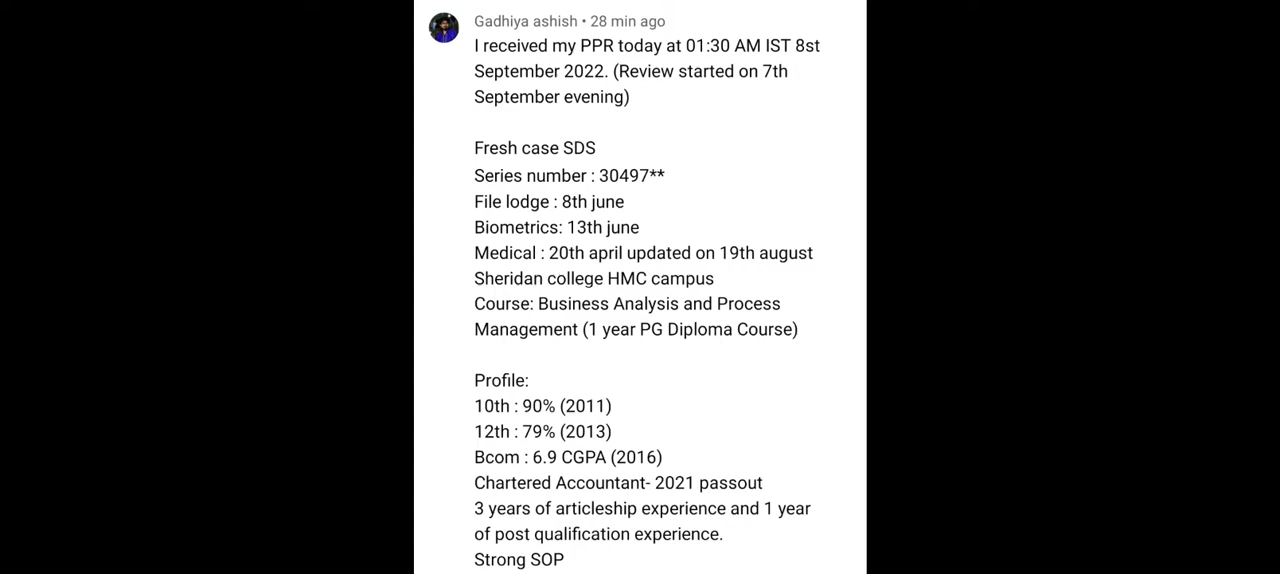 Gadhiya ashish • 28 min ago
I received my PPR today at 01:30 AM IST 8st
September 2022. (Review started on 7th
September evening)
Fresh case SDS
Series number : 30497**
File lodge : 8th june
Biometrics: 13th june
Medical : 20th april updated on 19th august
Sheridan college HMC campus
Course: Business Analysis and Process
Management (1 year PG Diploma Course)
Profile:
10th : 90% (2011)
12th : 79% (2013)
Bcom : 6.9 CGPA (2016)
Chartered Accountant- 2021 passout
3 years of articleship experience and 1 year
of post qualification experience.
Strong SOP